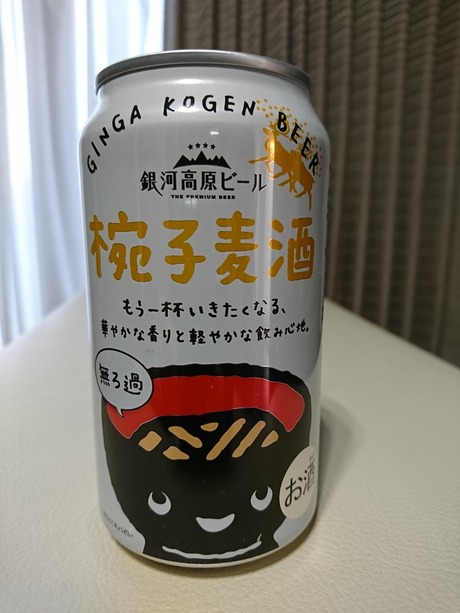 GINGA KOGEN BEER
銀河高原ビール
THE PREMIUM BEER
椀子麦酒
もう一杯いきたくなる、
華やかな香りと軽やかな飲み心地。
無ろ過
お酒